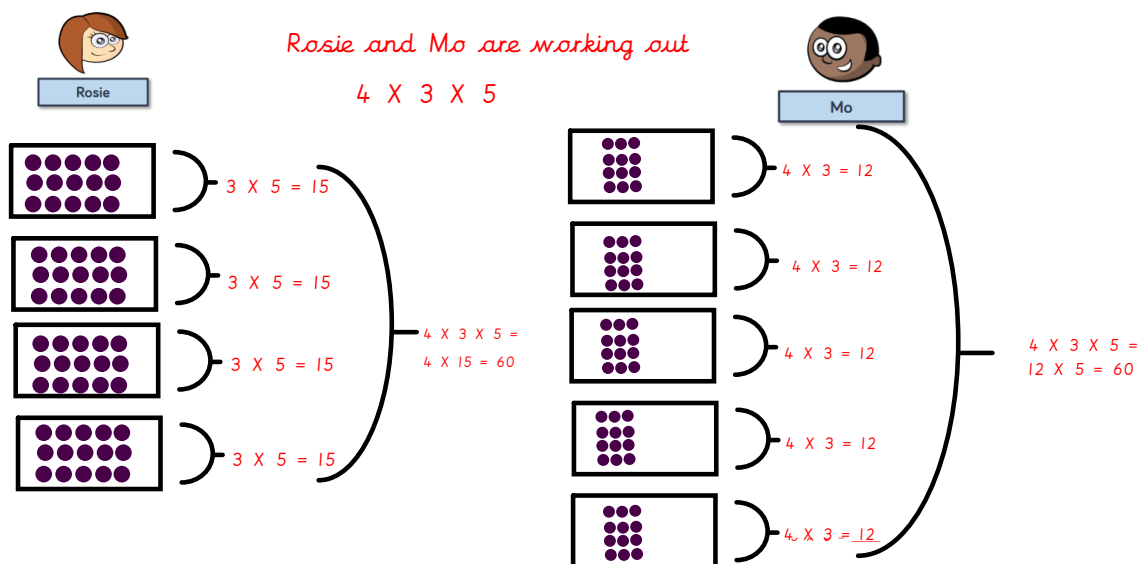 Rosie and Mo are working out
4 X 3 X 5
Rosie
3 X 5 = 15
3 X 5 = 15
3 X 5 = 15
3 X 5 = 15
4 X 3 X 5 =
4 X 15 = 60
Mo
4 X 3 = 12
4 X 3 = 12
4 X 3 = 12
4 X 3 = 12
4 X 3 = 12
4 X 3 X 5 =
12 X 5 = 60